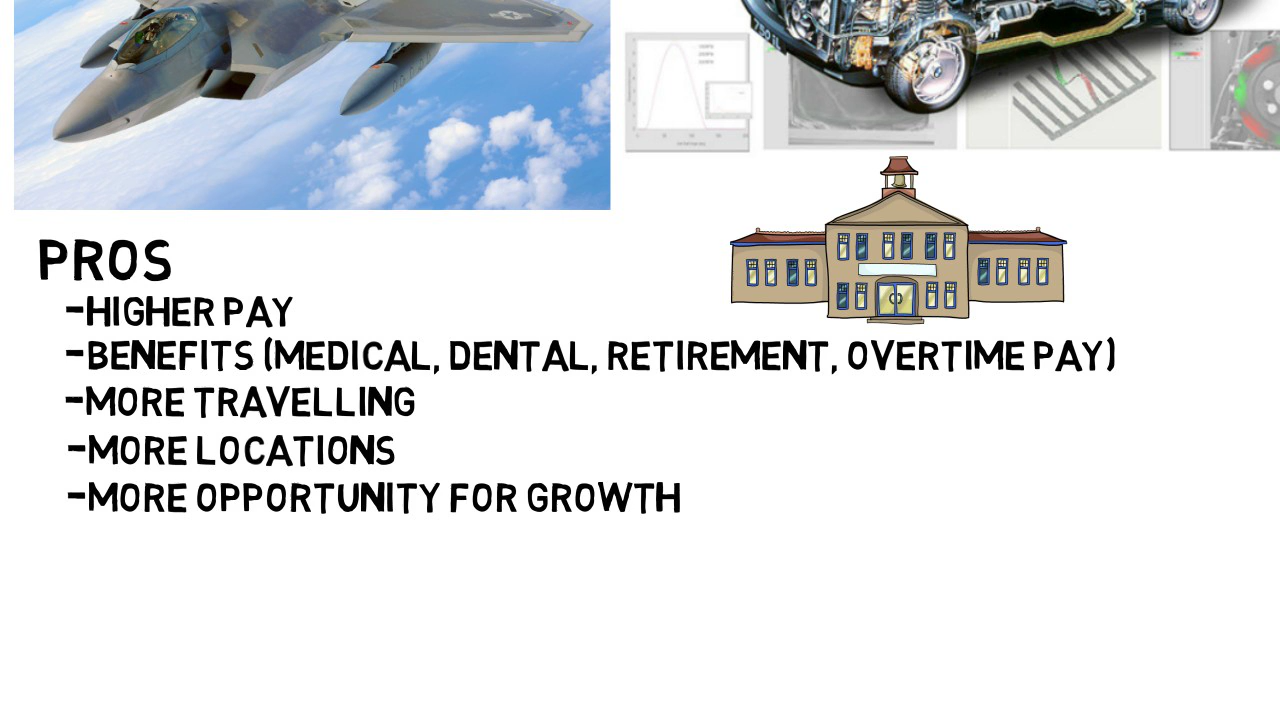 PROS
-HIGHER PAY
-BENEFITS (MEDICAL, DENTAL, RETIREMENT, OVERTIME PAY)
-MORE TRAVELLING
-MORE LOCATIONS
-MORE OPPORTUNITY FOR GROWTH